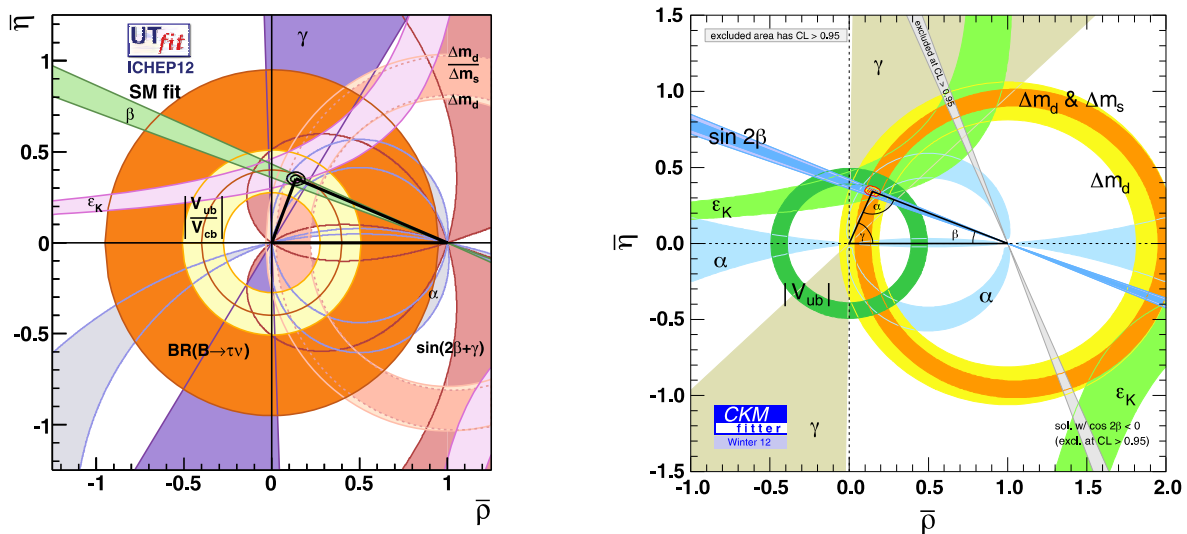 η̄
UT
fit
ICHEP12
SM fit
γ
Δm_d
Δm_s
Δm_d
β
ε_K
|V_ub
V_cb|
α
BR(B→τν)
sin(2β+γ)
1
0.5
0
-0.5
-1
-1
-0.5
0
0.5
1
ρ̄
excluded area has CL > 0.95
excluded at CL > 0.95
γ
Δm_d & Δm_s
sin 2β
Δm_d
ε_K
α
α
γ
β
α
|V_ub|
ε_K
γ
CKM
fitter
Winter 12
sol. w/ cos 2β < 0
(excl. at CL > 0.95)
η̄
1.5
1.0
0.5
0.0
-0.5
-1.0
-1.5
-1.0
-0.5
0.0
0.5
1.0
1.5
2.0
ρ̄